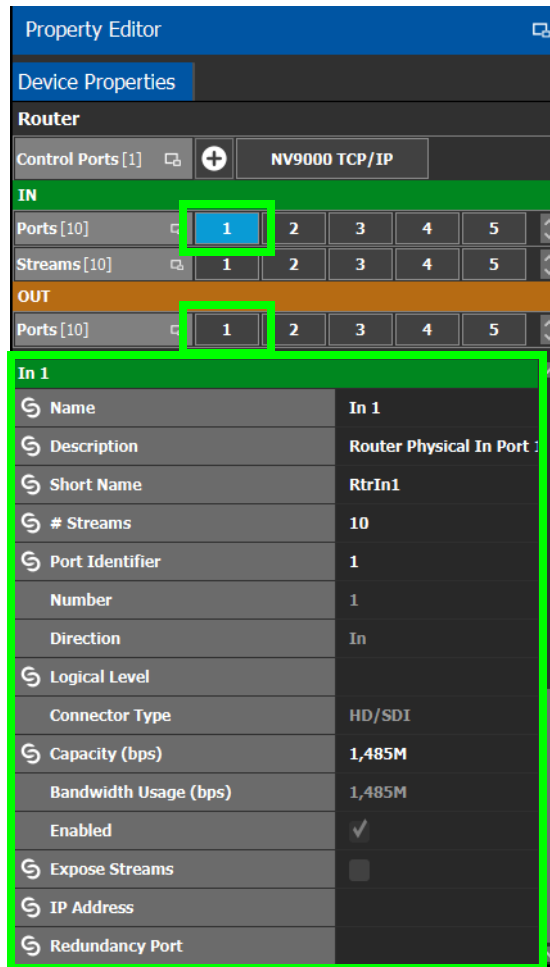 Property Editor
Device Properties
Router
Control Ports [1] NV9000 TCP/IP
IN
Ports [10] 1 2 3 4 5
Streams [10] 1 2 3 4 5
OUT
Ports [10] 1 2 3 4 5
In 1
Name In 1
Description Router Physical In Port 1
Short Name RtrIn1
# Streams 10
Port Identifier 1
Number 1
Direction In
Logical Level
Connector Type HD/SDI
Capacity (bps) 1,485M
Bandwidth Usage (bps) 1,485M
Enabled
Expose Streams
IP Address
Redundancy Port